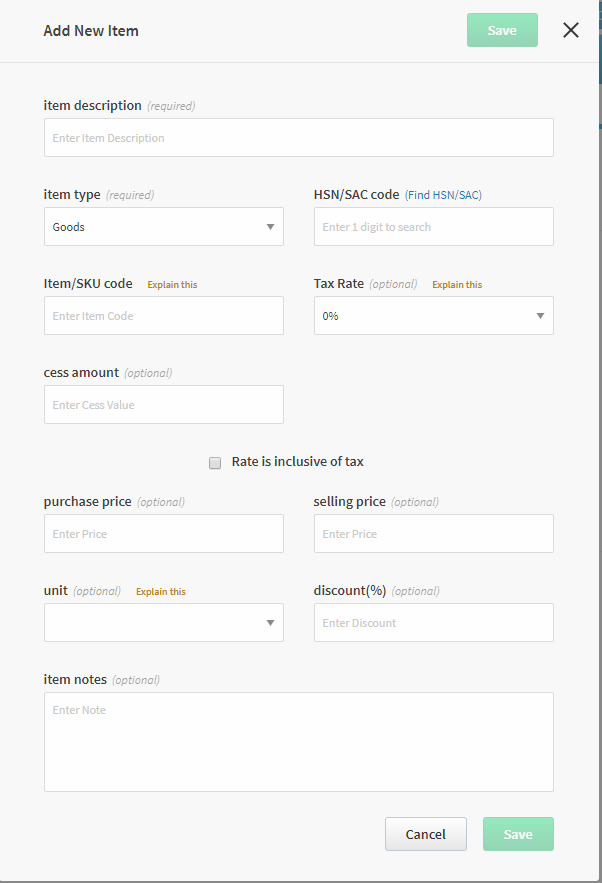 Add New Item Save
item description (required)
Enter Item Description
item type (required) HSN/SAC code (Find HSN/SAC)
Goods Enter 1 digit to search
Item/SKU code Explain this Tax Rate (optional) Explain this
Enter Item Code 0%
cess amount (optional)
Enter Cess Value
Rate is inclusive of tax
purchase price (optional) selling price (optional)
Enter Price Enter Price
unit (optional) Explain this discount(%) (optional)
Enter Discount
item notes (optional)
Enter Note
Cancel Save